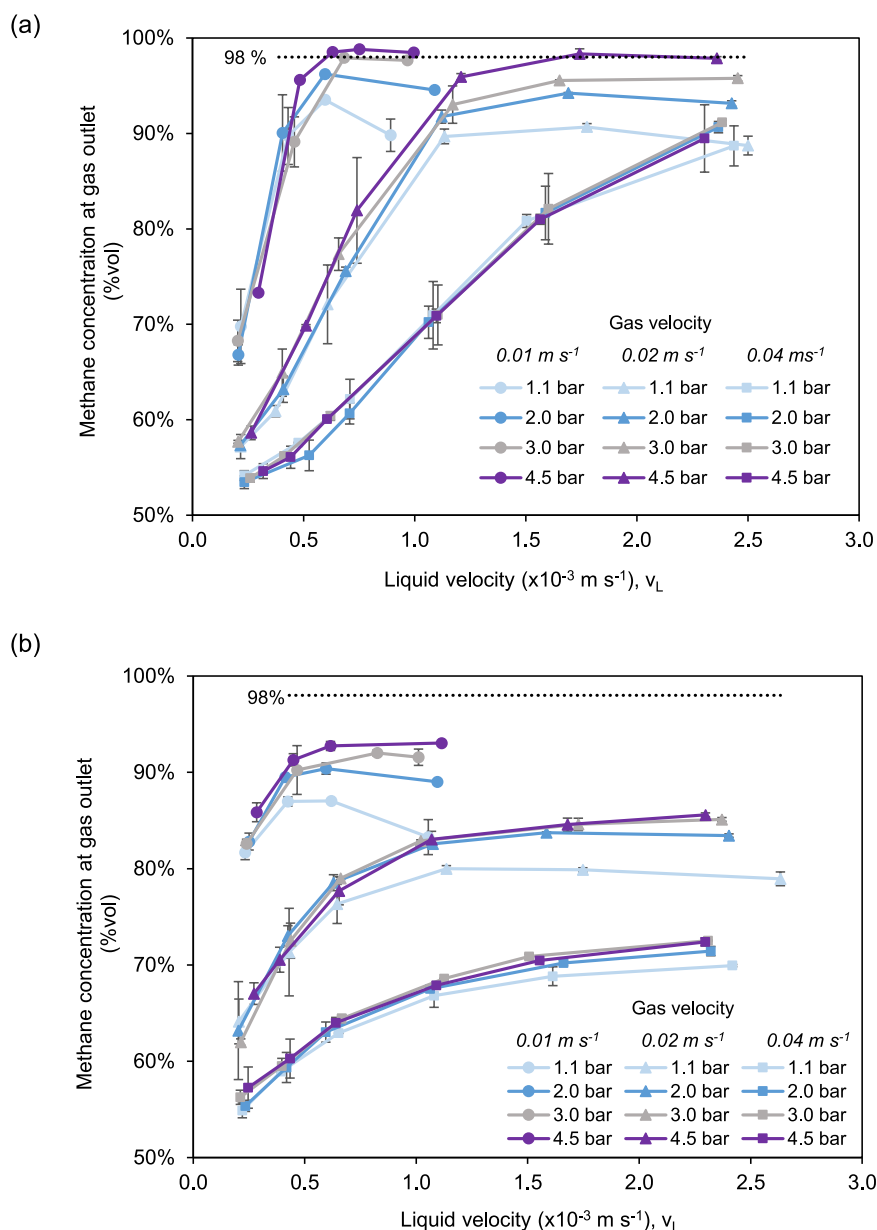 (a)
100%
98 %
90%
80%
70%
60%
50%
Methane concentraiton at gas outlet
(%vol)
Gas velocity
0.01 m s-1 0.02 m s-1 0.04 ms-1
1.1 bar 1.1 bar 1.1 bar
2.0 bar 2.0 bar 2.0 bar
3.0 bar 3.0 bar 3.0 bar
4.5 bar 4.5 bar 4.5 bar
0.0 0.5 1.0 1.5 2.0 2.5 3.0
Liquid velocity (x10-3 m s-1), vL
(b)
100%
98%
90%
80%
70%
60%
50%
Methane concentration at gas outlet
(%vol)
Gas velocity
0.01 m s-1 0.02 m s-1 0.04 m s-1
1.1 bar 1.1 bar 1.1 bar
2.0 bar 2.0 bar 2.0 bar
3.0 bar 3.0 bar 3.0 bar
4.5 bar 4.5 bar 4.5 bar
0.0 0.5 1.0 1.5 2.0 2.5 3.0
Liquid velocity (x10-3 m s-1), vL